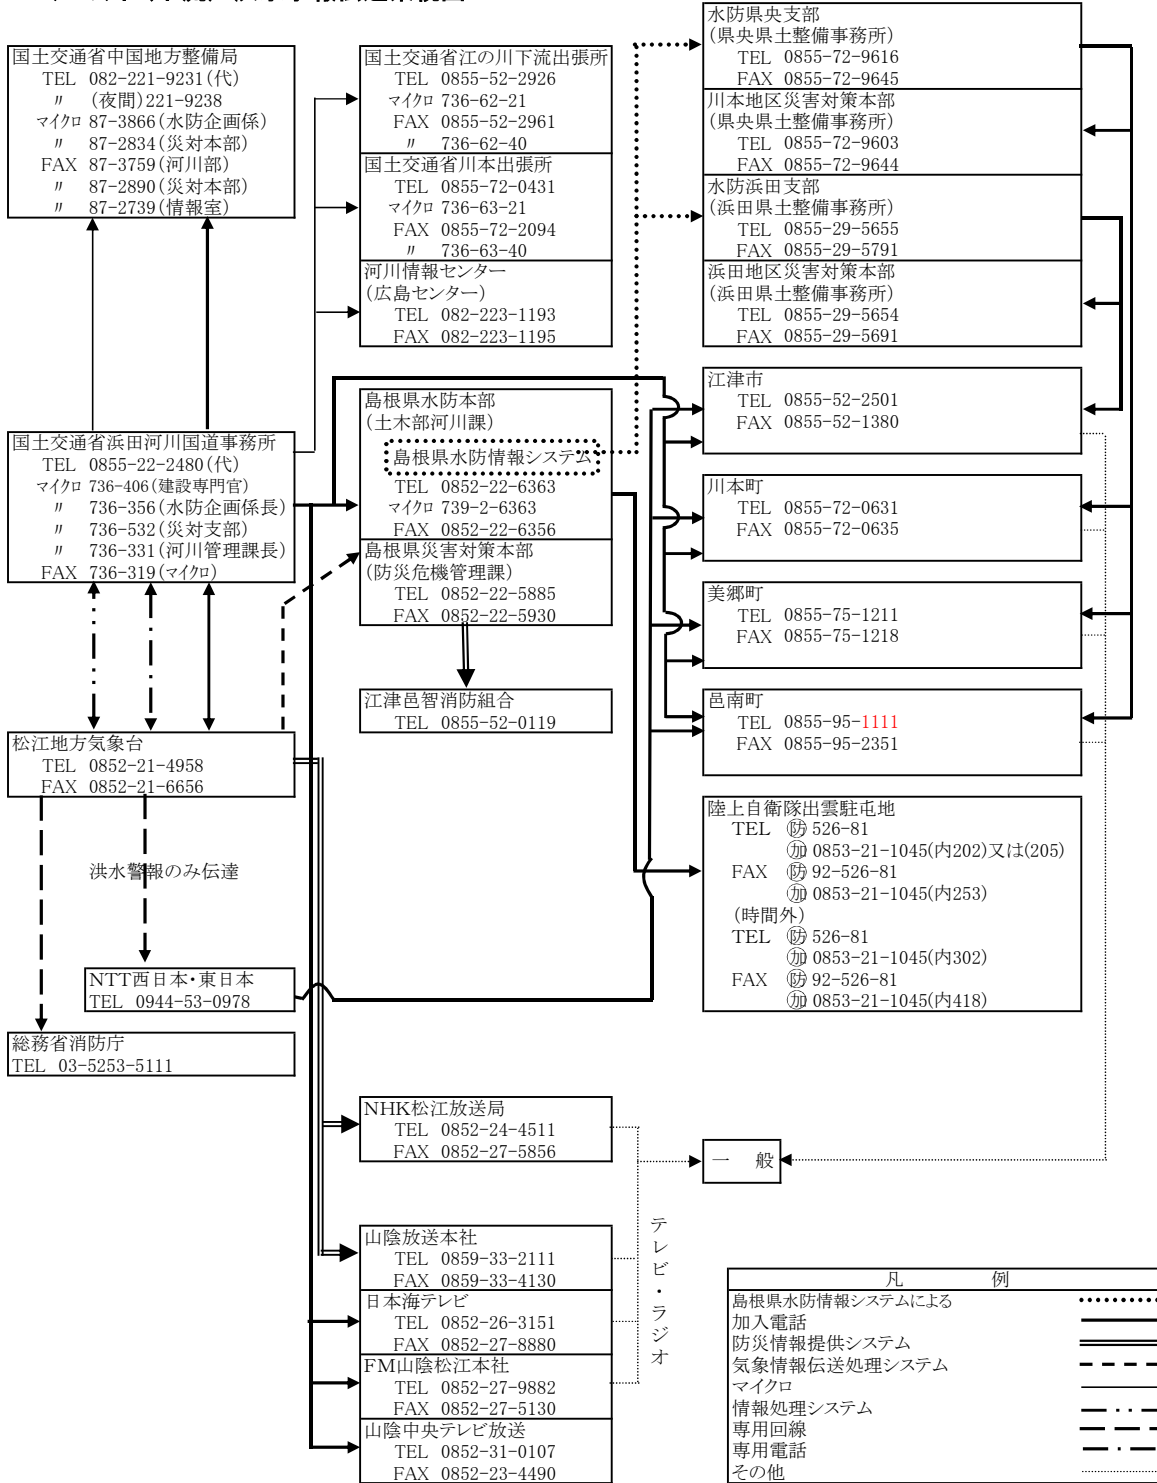 国土交通省中国地方整備局
TEL 082-221-9231(代)
〃 (夜間)221-9238
マイクロ 87-3866(水防企画係)
〃 87-2834(災対本部)
FAX 87-3759(河川部)
〃 87-2890(災対本部)
〃 87-2739(情報室)
国土交通省浜田河川国道事務所
TEL 0855-22-2480(代)
マイクロ 736-406(建設専門官)
〃 736-356(水防企画係長)
〃 736-532(災対支部)
〃 736-331(河川管理課長)
FAX 736-319(マイクロ)
松江地方気象台
TEL 0852-21-4958
FAX 0852-21-6656
洪水警報のみ伝達
NTT西日本・東日本
TEL 0944-53-0978
総務省消防庁
TEL 03-5253-5111
国土交通省江の川下流出張所
TEL 0855-52-2926
マイクロ 736-62-21
FAX 0855-52-2961
〃 736-62-40
国土交通省川本出張所
TEL 0855-72-0431
マイクロ 736-63-21
FAX 0855-72-2094
〃 736-63-40
河川情報センター
(広島センター)
TEL 082-223-1193
FAX 082-223-1195
島根県水防本部
(土木部河川課)
島根県水防情報システム
TEL 0852-22-6363
マイクロ 739-2-6363
FAX 0852-22-6356
島根県災害対策本部
(防災危機管理課)
TEL 0852-22-5885
FAX 0852-22-5930
江津邑智消防組合
TEL 0855-52-0119
NHK松江放送局
TEL 0852-24-4511
FAX 0852-27-5856
山陰放送本社
TEL 0859-33-2111
FAX 0859-33-4130
日本海テレビ
TEL 0852-26-3151
FAX 0852-27-8880
FM山陰松江本社
TEL 0852-27-9882
FAX 0852-27-5130
山陰中央テレビ放送
TEL 0852-31-0107
FAX 0852-23-4490
テレビ・ラジオ
水防県央支部
(県央県土整備事務所)
TEL 0855-72-9616
FAX 0855-72-9645
川本地区災害対策本部
(県央県土整備事務所)
TEL 0855-72-9603
FAX 0855-72-9644
水防浜田支部
(浜田県土整備事務所)
TEL 0855-29-5655
FAX 0855-29-5791
浜田地区災害対策本部
(浜田県土整備事務所)
TEL 0855-29-5654
FAX 0855-29-5691
江津市
TEL 0855-52-2501
FAX 0855-52-1380
川本町
TEL 0855-72-0631
FAX 0855-72-0635
美郷町
TEL 0855-75-1211
FAX 0855-75-1218
邑南町
TEL 0855-95-1111
FAX 0855-95-2351
陸上自衛隊出雲駐屯地
TEL ㊥防 526-81
加 0853-21-1045(内202)又は(205)
FAX 防 92-526-81
加 0853-21-1045(内253)
(時間外)
TEL 防 526-81
加 0853-21-1045(内302)
FAX 防 92-526-81
加 0853-21-1045(内418)
一 般
凡 例
島根県水防情報システムによる
加入電話
防災情報提供システム
気象情報伝送処理システム
マイクロ
情報処理システム
専用回線
専用電話
その他